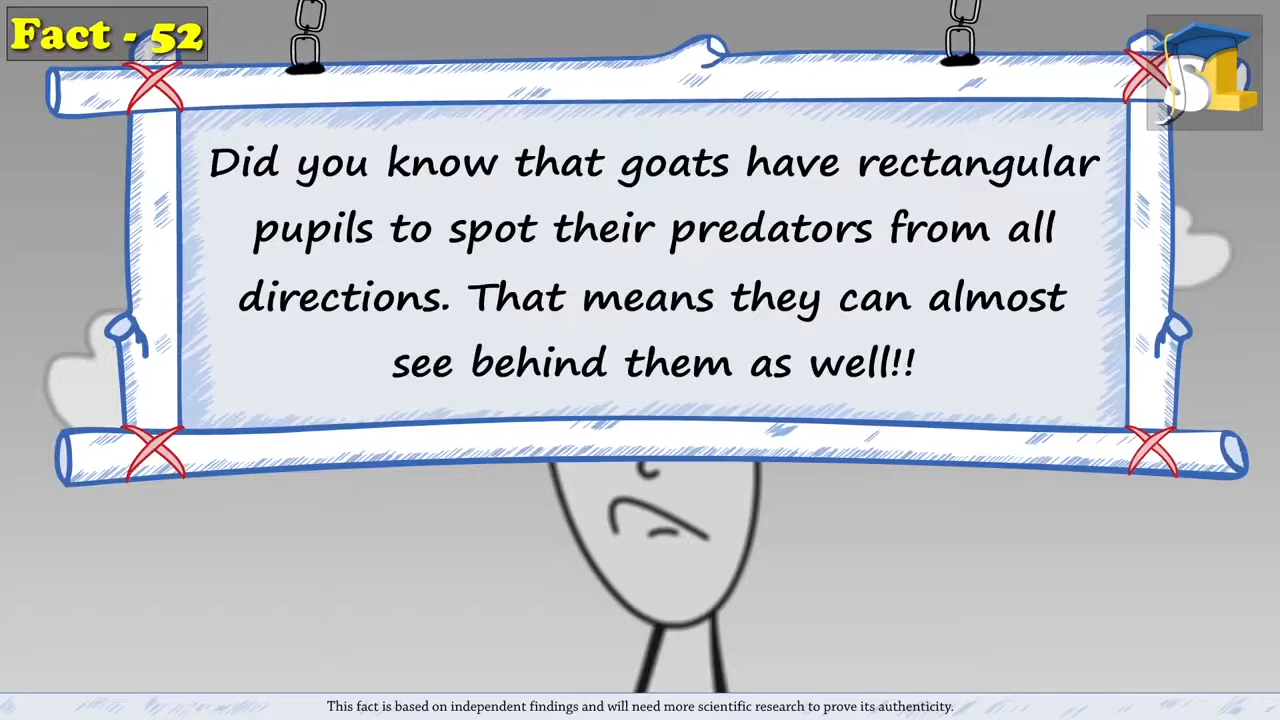 Fact - 52
SL
Did you know that goats have rectangular
pupils to spot their predators from all
directions. That means they can almost
see behind them as well!!
This fact is based on independent findings and will need more scientific research to prove its authenticity.